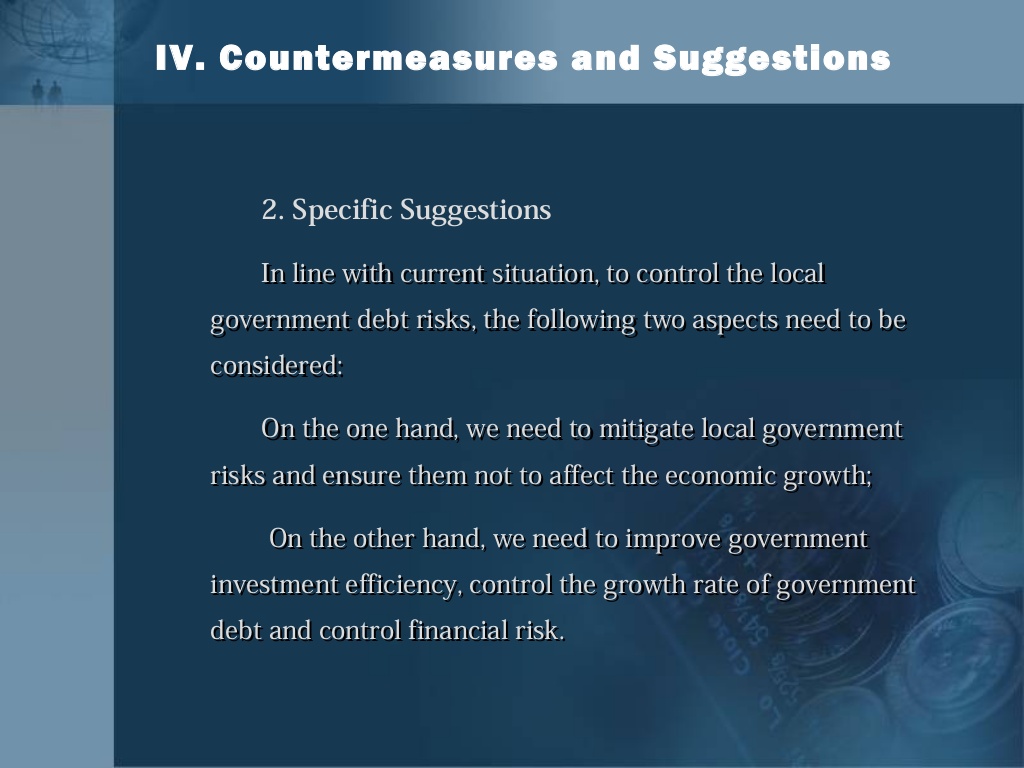 IV. Countermeasures and Suggestions
2. Specific Suggestions
In line with current situation, to control the local
government debt risks, the following two aspects need to be
considered:
On the one hand, we need to mitigate local government
risks and ensure them not to affect the economic growth;
On the other hand, we need to improve government
investment efficiency, control the growth rate of government
debt and control financial risk.
Close
Lo